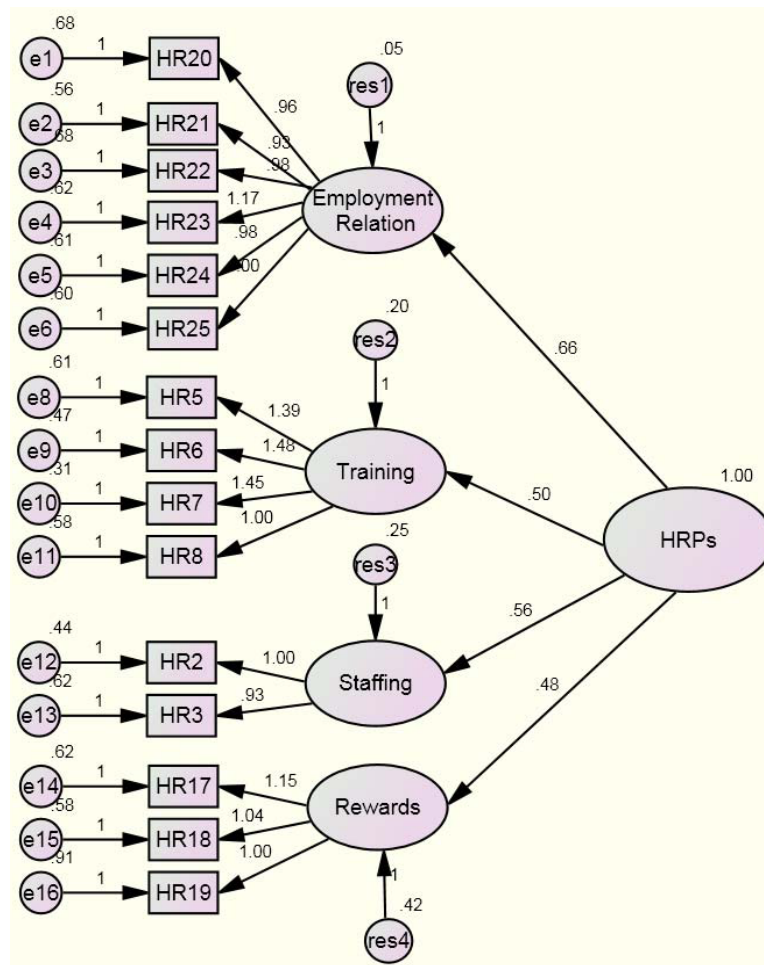 .68
e1
1
HR20
.56
e2
1
HR21
.68
e3
1
HR22
.62
e4
1
HR23
.61
e5
1
HR24
.60
e6
1
HR25
.96
.93
.98
1.17
.98
.00
.05
res1
1
Employment
Relation
.66
.61
e8
1
HR5
.47
e9
1
HR6
.31
e10
1
HR7
.58
e11
1
HR8
1.39
1.48
1.45
1.00
.20
res2
1
Training
.50
1.00
HRPs
.44
e12
1
HR2
.62
e13
1
HR3
1.00
.93
.25
res3
1
Staffing
.56
.62
e14
1
HR17
.58
e15
1
HR18
.91
e16
1
HR19
1.15
1.04
1.00
Rewards
.48
1
.42
res4